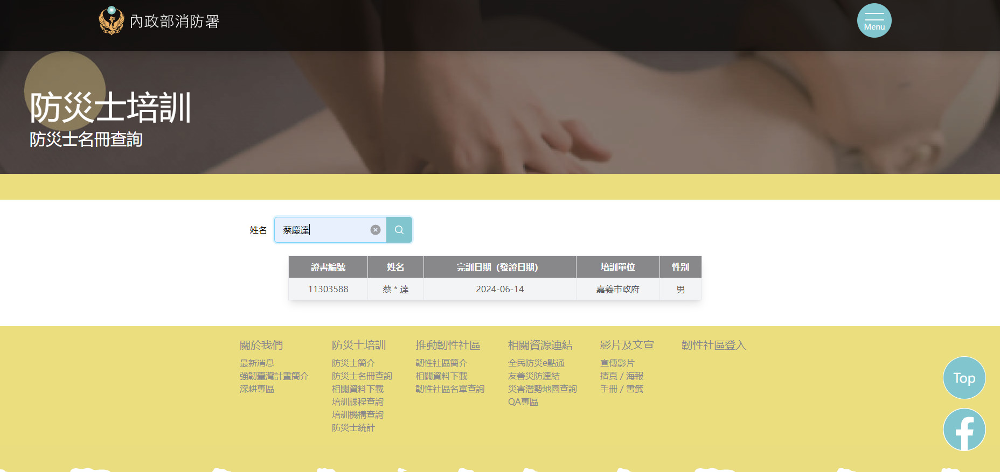 內政部消防署
Menu
防災士培訓
防災士名冊查詢
姓名 蔡慶達
證書編號 姓名 完訓日期（發證日期） 培訓單位 性別
11303588 蔡 * 達 2024-06-14 嘉義市政府 男
關於我們
最新消息
強韌臺灣計畫簡介
深耕專區
防災士培訓
防災士簡介
防災士名冊查詢
相關資料下載
培訓課程查詢
培訓機構查詢
防災士統計
推動韌性社區
韌性社區簡介
相關資料下載
韌性社區名單查詢
相關資源連結
全民防災e點通
友善災防連結
災害潛勢地圖查詢
QA專區
影片及文宣
宣傳影片
摺頁 / 海報
手冊 / 書籤
韌性社區登入
Top